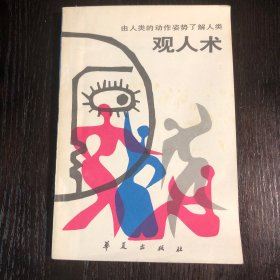 由人类的动作姿势了解人类
观人术
华夏出版社